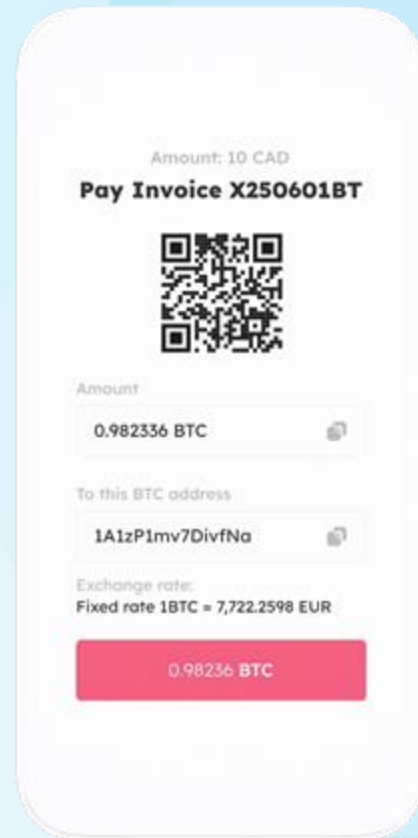 Amount: 10 CAD
Pay Invoice X250601BT
Amount
0.982336 BTC
To this BTC address
1A1zP1mv7DivfNa
Exchange rate:
Fixed rate 1BTC = 7,722.2598 EUR
0.98236 BTC